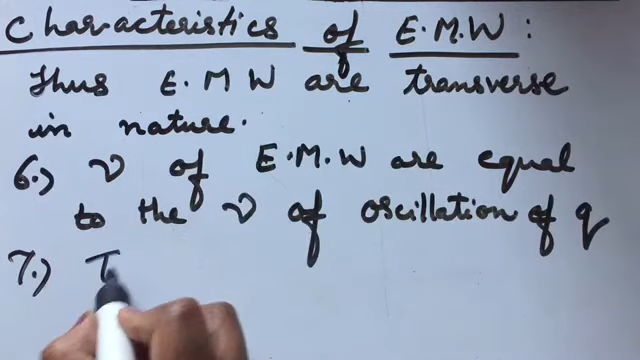 Characteristics of E.M.W :
Thus E.M W are transverse
in nature.
6.) ν of E.M.W are equal
to the ν of oscillation of q
7.) T